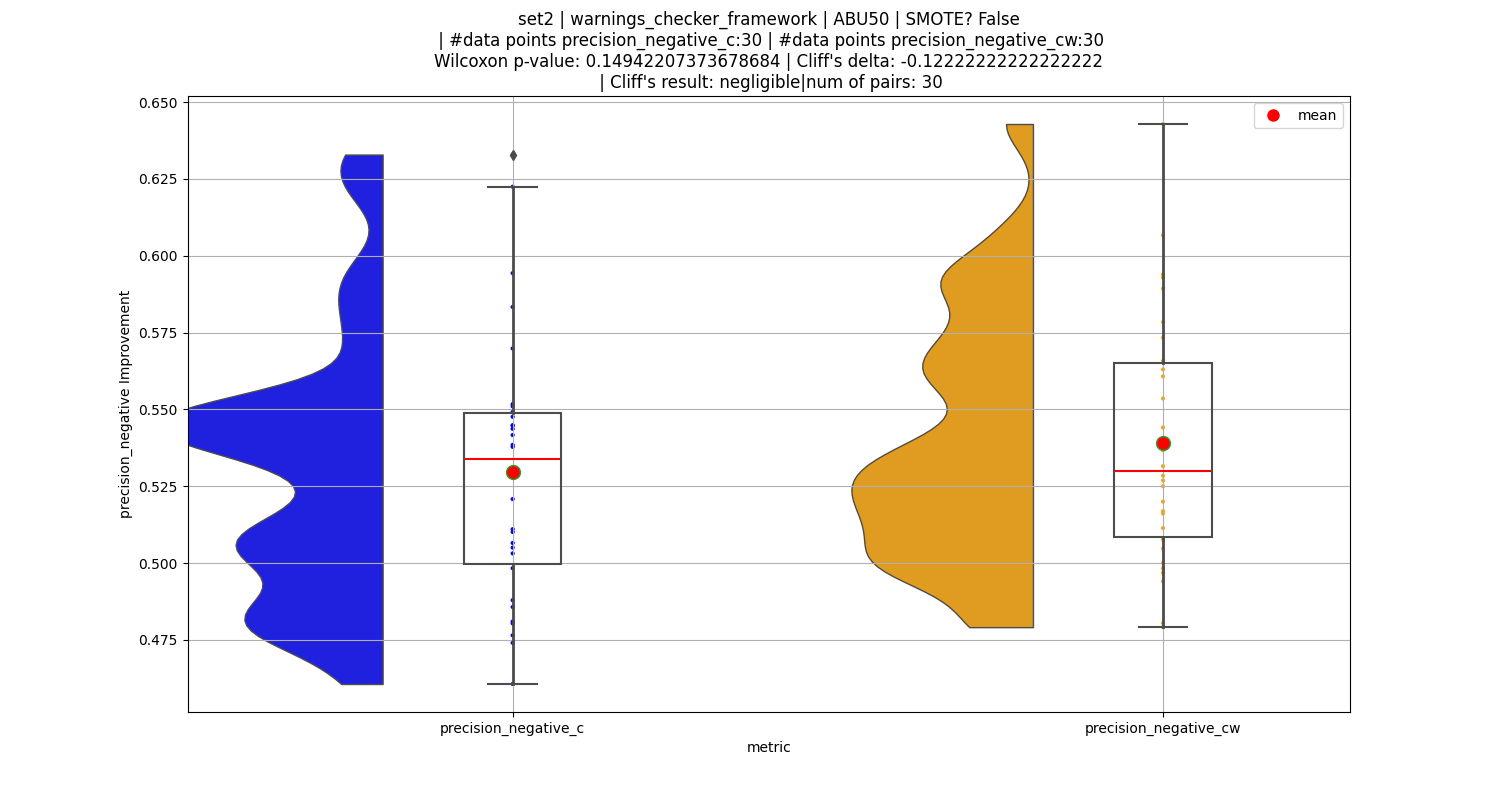 set2 | warnings_checker_framework | ABU50 | SMOTE? False
| #data points precision_negative_c:30 | #data points precision_negative_cw:30
Wilcoxon p-value: 0.14942207373678684 | Cliff's delta: -0.12222222222222222
| Cliff's result: negligible|num of pairs: 30
mean
precision_negative Improvement
0.650
0.625
0.600
0.575
0.550
0.525
0.500
0.475
precision_negative_c
precision_negative_cw
metric